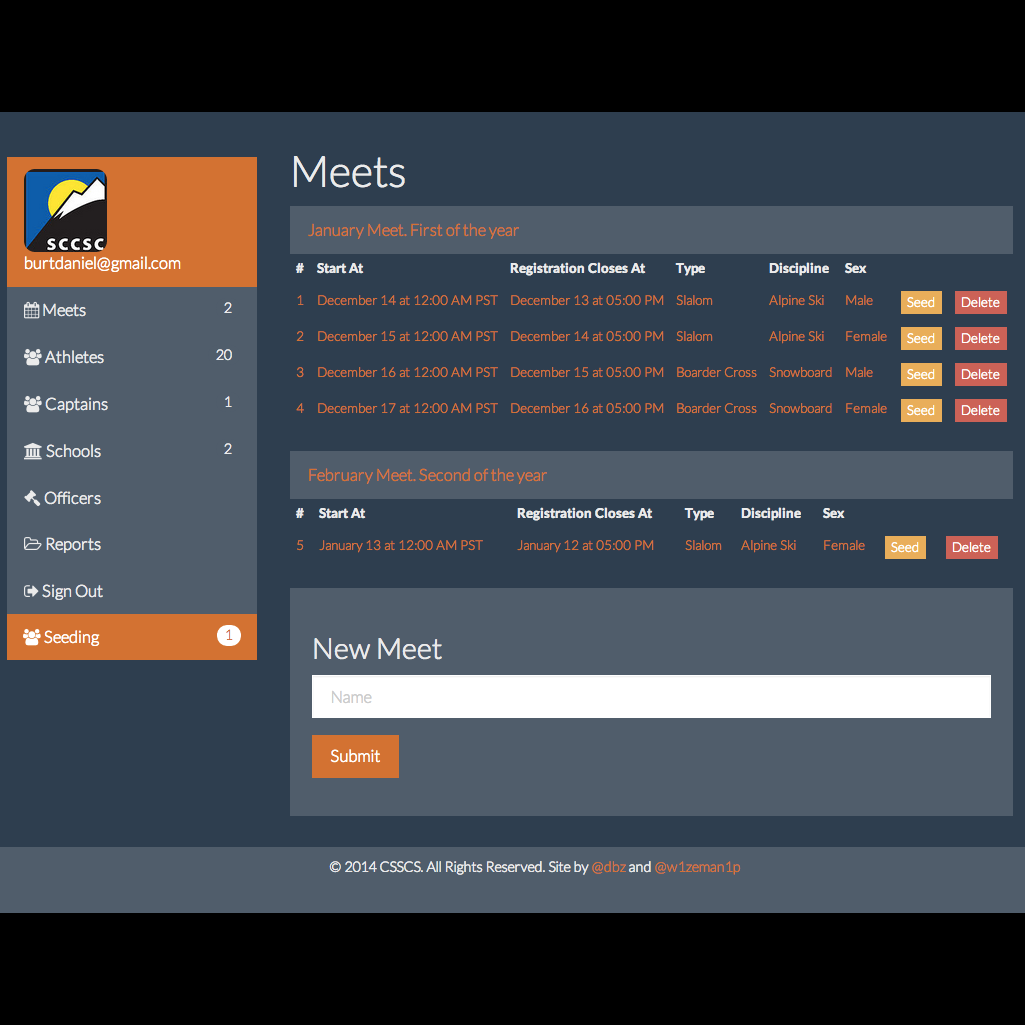 SCCSC
burtdaniel@gmail.com
Meets 2
Athletes 20
Captains 1
Schools 2
Officers
Reports
Sign Out
Seeding 1
Meets
January Meet. First of the year
# Start At Registration Closes At Type Discipline Sex
1 December 14 at 12:00 AM PST December 13 at 05:00 PM Slalom Alpine Ski Male Seed Delete
2 December 15 at 12:00 AM PST December 14 at 05:00 PM Slalom Alpine Ski Female Seed Delete
3 December 16 at 12:00 AM PST December 15 at 05:00 PM Boarder Cross Snowboard Male Seed Delete
4 December 17 at 12:00 AM PST December 16 at 05:00 PM Boarder Cross Snowboard Female Seed Delete
February Meet. Second of the year
# Start At Registration Closes At Type Discipline Sex
5 January 13 at 12:00 AM PST January 12 at 05:00 PM Slalom Alpine Ski Female Seed Delete
New Meet
Name
Submit
© 2014 CSSCS. All Rights Reserved. Site by @dbz and @w1zeman1p